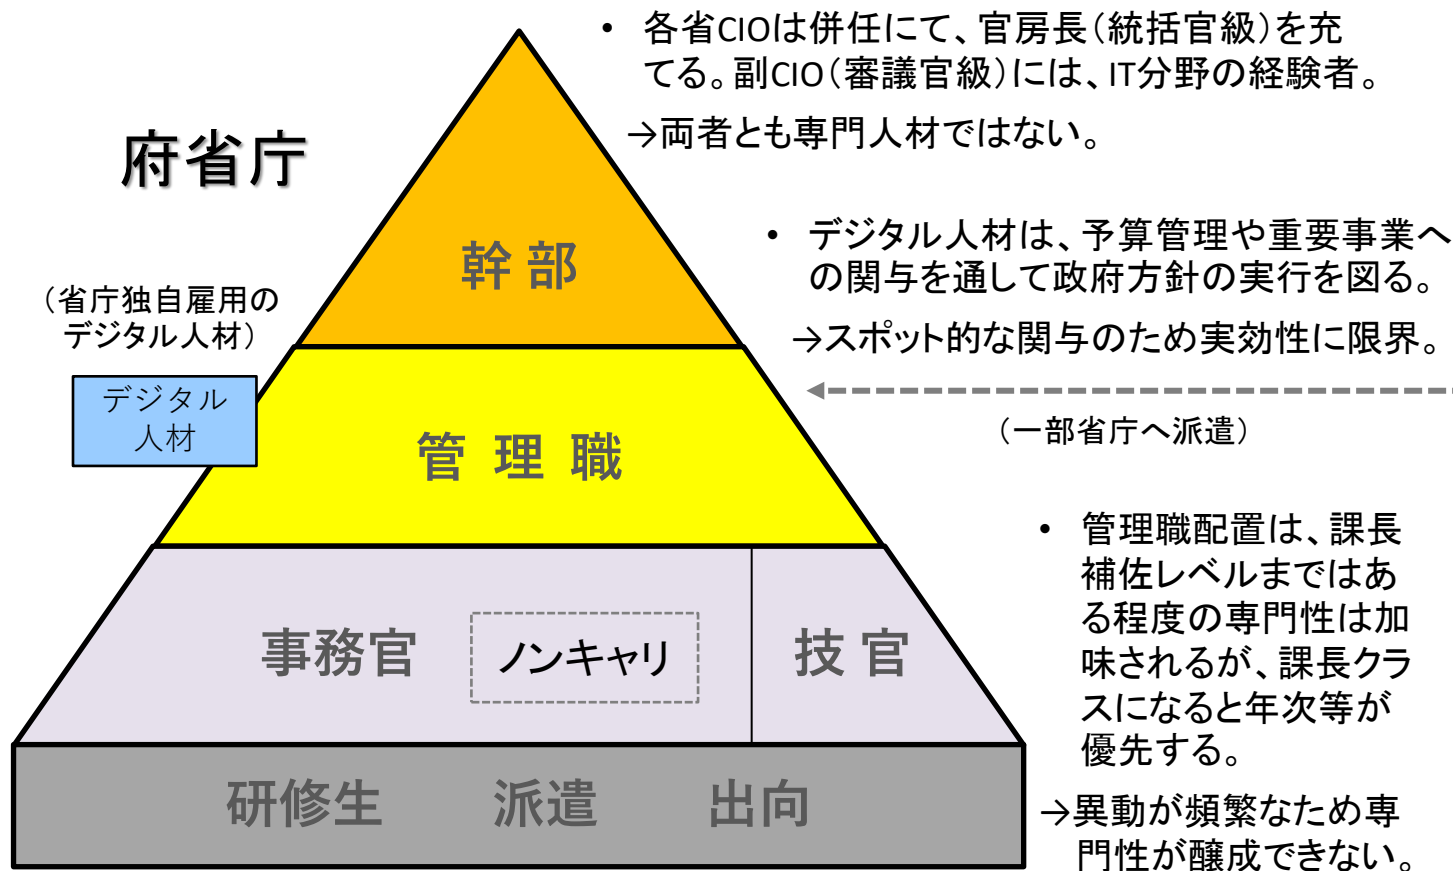 • 各省CIOは併任にて、官房長（統括官級）を充
てる。副CIO（審議官級）には、IT分野の経験者。
→両者とも専門人材ではない。
府省庁
• デジタル人材は、予算管理や重要事業へ
の関与を通して政府方針の実行を図る。
→スポット的な関与のため実効性に限界。
幹 部
（省庁独自雇用の
デジタル人材）
デジタル
人材
（一部省庁へ派遣）
管 理 職
• 管理職配置は、課長
補佐レベルまではあ
る程度の専門性は加
味されるが、課長クラ
スになると年次等が
優先する。
→異動が頻繁なため専
門性が醸成できない。
事務官 ノンキャリ 技 官
研修生 派遣 出向